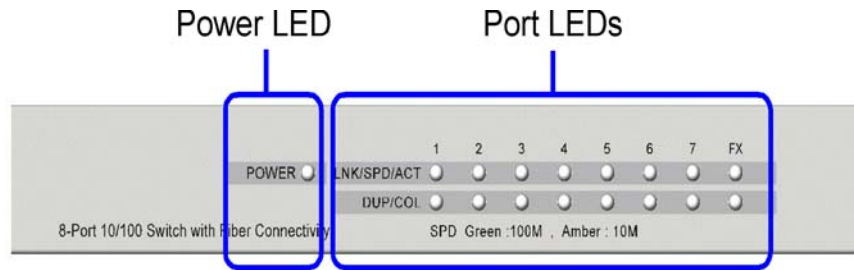 Power LED Port LEDs
1 2 3 4 5 6 7 FX
POWER LNK/SPD/ACT
DUP/COL
8-Port 10/100 Switch with Fiber Connectivity SPD Green :100M , Amber : 10M